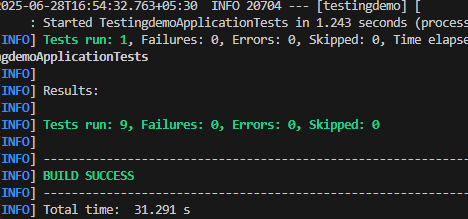 2025-06-28T16:54:32.763+05:30  INFO 20704 --- [testingdemo] [
: Started TestingdemoApplicationTests in 1.243 seconds (process
INFO] Tests run: 1, Failures: 0, Errors: 0, Skipped: 0, Time elapse
ngdemoApplicationTests
INFO]
INFO] Results:
INFO]
INFO] Tests run: 9, Failures: 0, Errors: 0, Skipped: 0
INFO]
INFO] ------------------------------------------------------------------------
INFO] BUILD SUCCESS
INFO] ------------------------------------------------------------------------
INFO] Total time:  31.291 s